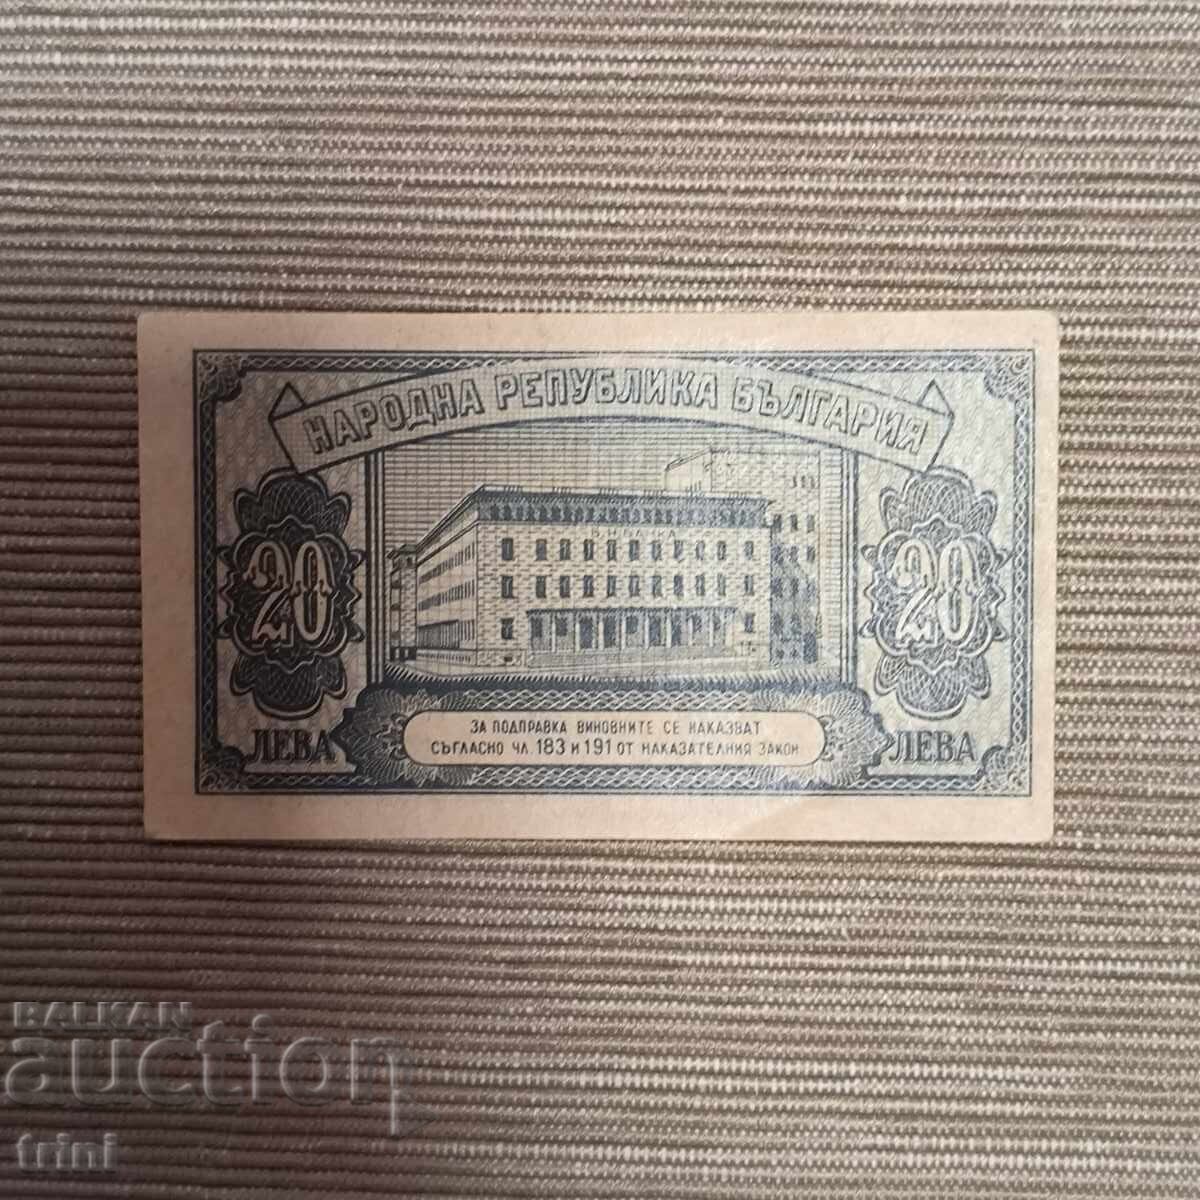 НАРОДНА РЕПУБЛИКА БЪЛГАРИЯ
20 20
ЛЕВА ЛЕВА
ЗА ПОДПРАВКА ВИНОВНИТЕ СЕ НАКАЗВАТ
СЪГЛАСНО ЧЛ. 183 И 191 ОТ НАКАЗАТЕЛНИЯ ЗАКОН
BALKAN
auction
trini